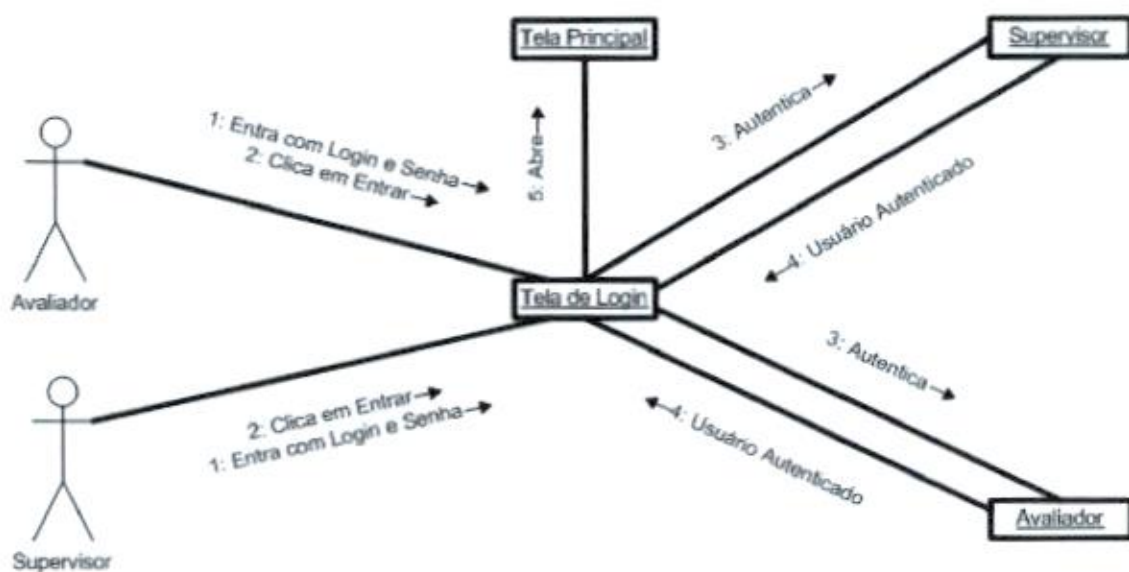 Tela Principal
Supervisor
1: Entra com Login e Senha→
2: Clica em Entrar→
5: Abre→
3: Autentica→
←4: Usuário Autenticado
Avaliador
Tela de Login
3: Autentica→
2: Clica em Entrar→
1: Entra com Login e Senha→
←4: Usuário Autenticado
Avaliador
Supervisor